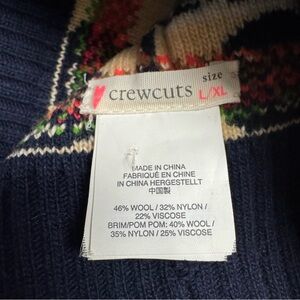 crewcuts
size
L/XL
MADE IN CHINA
FABRIQUÉ EN CHINE
IN CHINA HERGESTELLT
中国製
46% WOOL / 32% NYLON /
22% VISCOSE
BRIM/POM POM: 40% WOOL /
35% NYLON / 25% VISCOSE